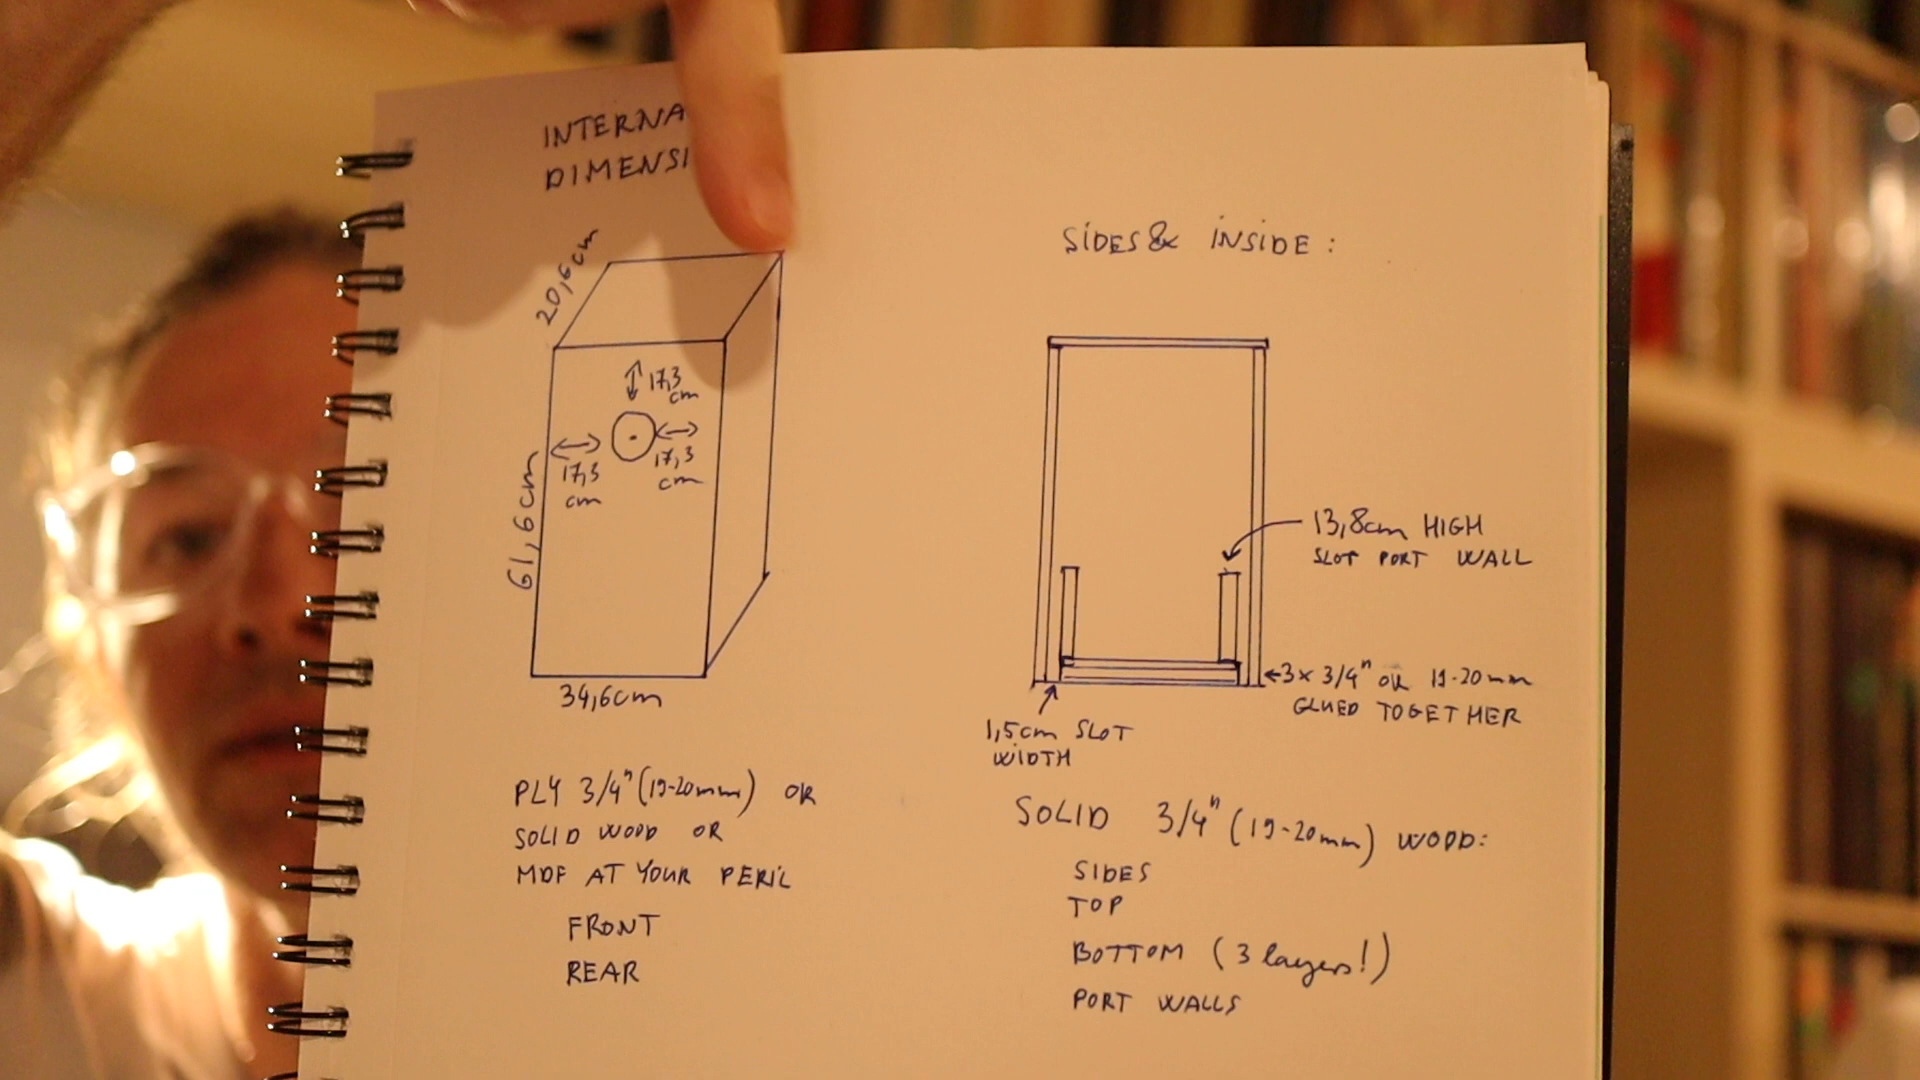 INTERNA
DIMENSI
20,6cm
17,3
cm
17,3
cm
17,3
cm
61,6cm
34,6cm
PLY 3/4" (19-20mm) OR
SOLID WOOD OR
MDF AT YOUR PERIL
FRONT
REAR
SIDES & INSIDE:
13,8cm HIGH
SLOT PORT WALL
←3x 3/4" OR 19-20mm
GLUED TOGETHER
1,5cm SLOT
WIDTH
SOLID 3/4" (19-20mm) WOOD:
SIDES
TOP
BOTTOM (3 layers!)
PORT WALLS